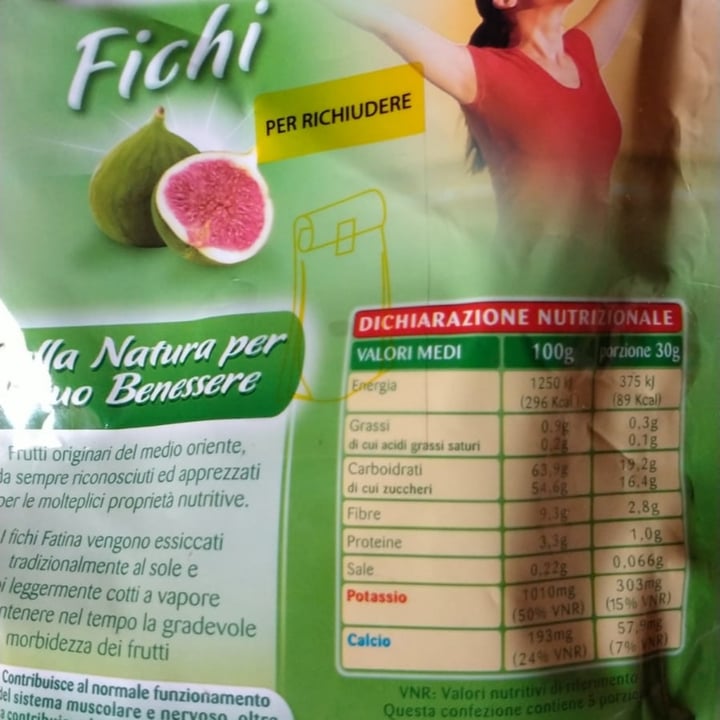 Fichi
PER RICHIUDERE
Natura per
Benessere
Frutti originari del medio oriente,
da sempre riconosciuti ed apprezzati
per le molteplici proprietà nutritive.
I fichi Fatina vengono essiccati
tradizionalmente al sole e
leggermente cotti a vapore
nel tempo la gradevole
morbidezza dei frutti
Contribuisce al normale funzionamento
del sistema muscolare e nervoso, oltre
DICHIARAZIONE NUTRIZIONALE
VALORI MEDI 100g porzione 30g
Energia 1250 kJ 375 kJ
(296 Kcal) (89 Kcal)
Grassi 0,9g 0,3g
di cui acidi grassi saturi 0,2g 0,1g
Carboidrati 63,9g 19,2g
di cui zuccheri 54,6g 16,4g
Fibre 9,3g 2,8g
Proteine 3,3g 1,0g
Sale 0,22g 0,066g
Potassio 1010mg 303mg
(50% VNR) (15% VNR)
Calcio 193mg 57,9mg
(24% VNR) (7% VNR)
VNR: Valori nutritivi di riferimento
Questa confezione contiene 5